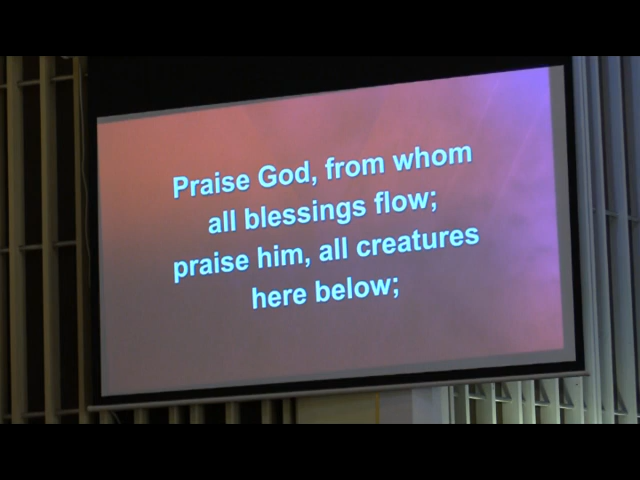 Praise God, from whom
all blessings flow;
praise him, all creatures
here below;